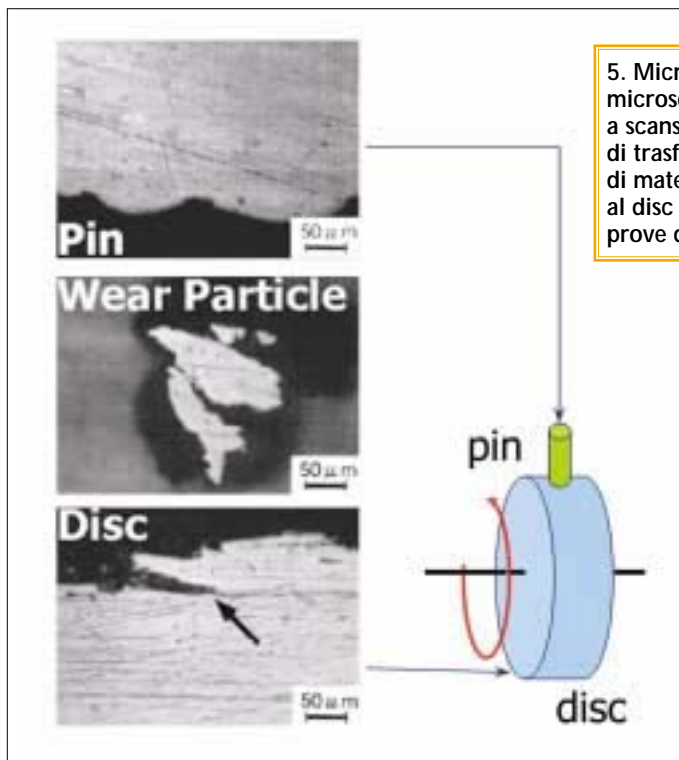 Pin
50 µm
Wear Particle
50 µm
Disc
50 µm
pin
disc
5. Micr
microsc
a scans
di trasf
di mate
al disc
prove d